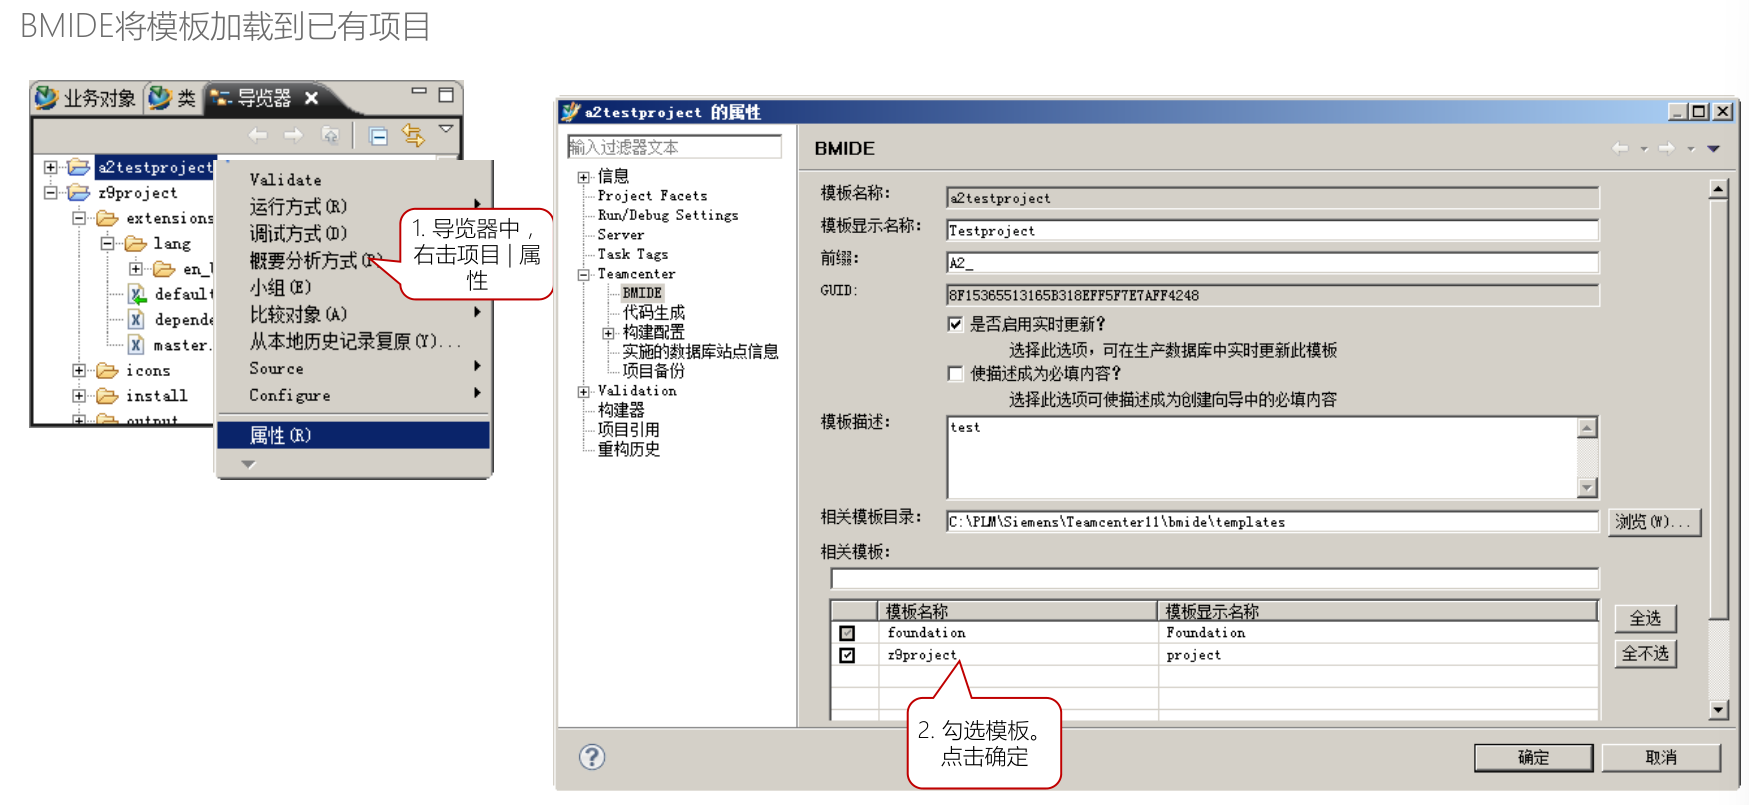 BMIDE将模板加载到已有项目
业务对象 类 导览器
a2testproject
z9project
extensions
lang
en_
default
depende
master.
icons
install
output
Validate
运行方式(R)
调试方式(D)
概要分析方式(P)
小组(E)
比较对象(A)
从本地历史记录复原(Y)...
Source
Configure
属性(R)
1. 导览器中，
右击项目 | 属
性
a2testproject 的属性
输入过滤器文本
信息
Project Facets
Run/Debug Settings
Server
Task Tags
Teamcenter
BMIDE
代码生成
构建配置
实施的数据库站点信息
项目备份
Validation
构建器
项目引用
重构历史
BMIDE
模板名称: a2testproject
模板显示名称: Testproject
前缀: A2_
GUID: 8F15365513165B318EFF5F7E7AFF4248
是否启用实时更新?
选择此选项，可在生产数据库中实时更新此模板
使描述成为必填内容?
选择此选项可使描述成为创建向导中的必填内容
模板描述: test
相关模板目录: C:\PLM\Siemens\Teamcenter11\bmide\templates 浏览(W)...
相关模板:
模板名称 模板显示名称
foundation Foundation
z9project project
全选
全不选
2. 勾选模板。
点击确定
确定 取消